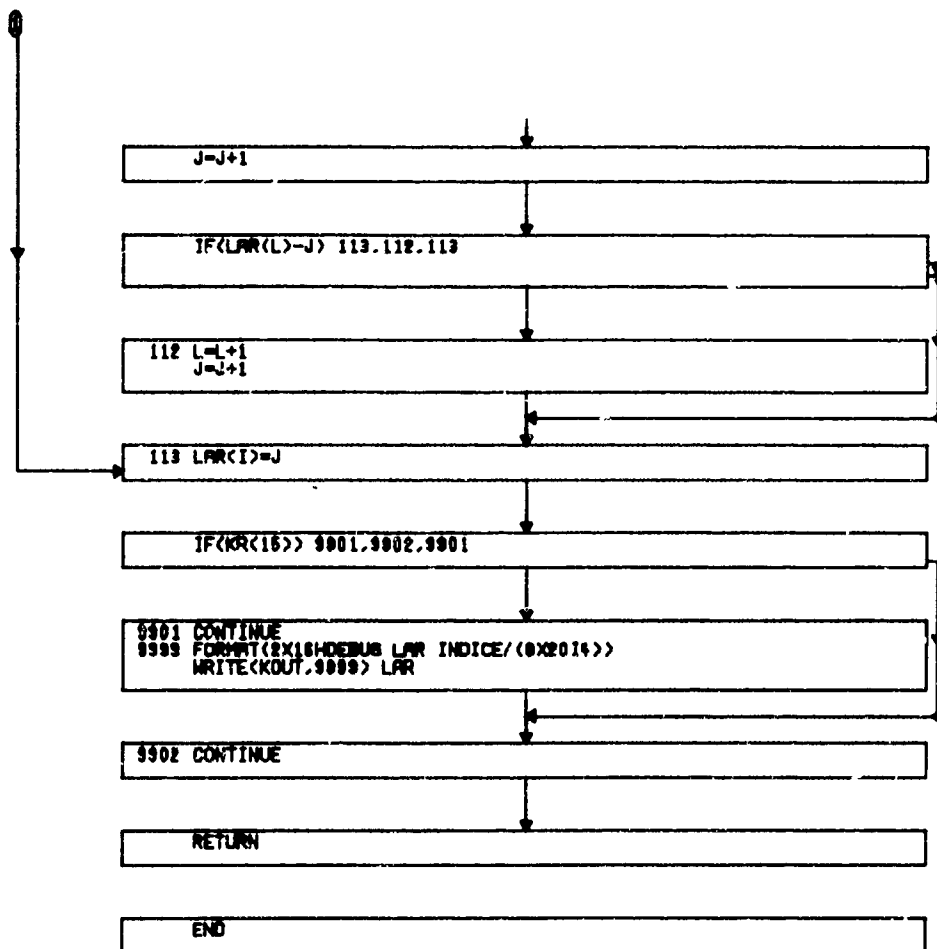 J=J+1
IF(LAR(L)-J) 113,112,113
112 L=L+1
J=J+1
113 LAR(I)=J
IF(KR(15)) 9901,9902,9901
9901 CONTINUE
9999 FORMAT(2X16HDEBUG LAR INDICE/(8X20I4))
WRITE(KOUT,9999) LAR
9902 CONTINUE
RETURN
END